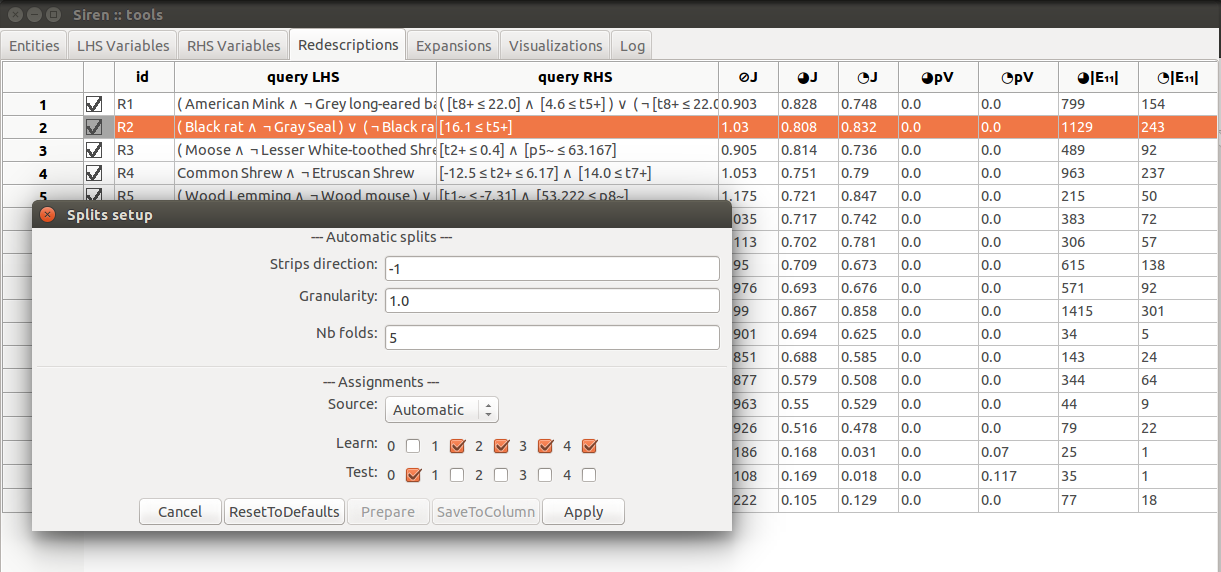 Siren :: tools
Entities LHS Variables RHS Variables Redescriptions Expansions Visualizations Log
id query LHS query RHS ⊘J ◕J ◔J ◕pV ◔pV ◕|E₁₁| ◔|E₁₁|
1 R1 ( American Mink ∧ ¬ Grey long-eared ba ( [t8+ ≤ 22.0] ∧ [4.6 ≤ t5+] ) ∨ ( ¬ [t8+ ≤ 22.0 0.903 0.828 0.748 0.0 0.0 799 154
2 R2 ( Black rat ∧ ¬ Gray Seal ) ∨ ( ¬ Black ra [16.1 ≤ t5+] 1.03 0.808 0.832 0.0 0.0 1129 243
3 R3 ( Moose ∧ ¬ Lesser White-toothed Shre [t2+ ≤ 0.4] ∧ [p5~ ≤ 63.167] 0.905 0.814 0.736 0.0 0.0 489 92
4 R4 Common Shrew ∧ ¬ Etruscan Shrew [-12.5 ≤ t2+ ≤ 6.17] ∧ [14.0 ≤ t7+] 1.053 0.751 0.79 0.0 0.0 963 237
5 R5 ( Wood Lemming ∧ ¬ Wood mouse ) ∨ [t1~ ≤ -7.31] ∧ [53.222 ≤ p8~] 1.175 0.721 0.847 0.0 0.0 215 50
035 0.717 0.742 0.0 0.0 383 72
113 0.702 0.781 0.0 0.0 306 57
95 0.709 0.673 0.0 0.0 615 138
976 0.693 0.676 0.0 0.0 571 92
99 0.867 0.858 0.0 0.0 1415 301
901 0.694 0.625 0.0 0.0 34 5
851 0.688 0.585 0.0 0.0 143 24
877 0.579 0.508 0.0 0.0 344 64
963 0.55 0.529 0.0 0.0 44 9
926 0.516 0.478 0.0 0.0 79 22
186 0.168 0.031 0.0 0.07 25 1
108 0.169 0.018 0.0 0.117 35 1
222 0.105 0.129 0.0 0.0 77 18
Splits setup
--- Automatic splits ---
Strips direction: -1
Granularity: 1.0
Nb folds: 5
--- Assignments ---
Source: Automatic
Learn: 0 1 2 3 4
Test: 0 1 2 3 4
Cancel ResetToDefaults Prepare SaveToColumn Apply